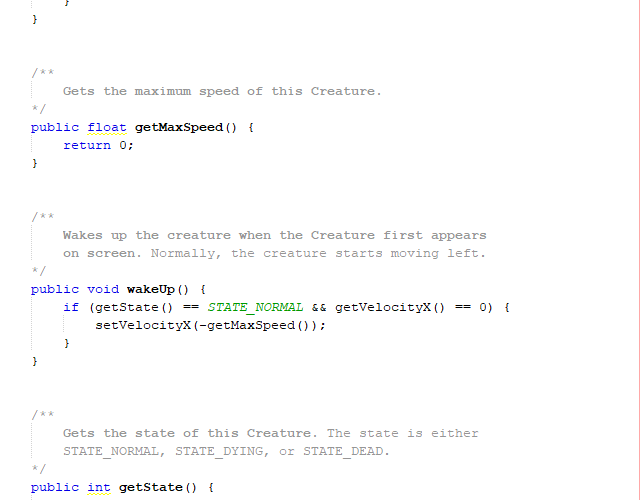 }
}
/**
Gets the maximum speed of this Creature.
*/
public float getMaxSpeed() {
return 0;
}
/**
Wakes up the creature when the Creature first appears
on screen. Normally, the creature starts moving left.
*/
public void wakeUp() {
if (getState() == STATE_NORMAL && getVelocityX() == 0) {
setVelocityX(-getMaxSpeed());
}
}
/**
Gets the state of this Creature. The state is either
STATE_NORMAL, STATE_DYING, or STATE_DEAD.
*/
public int getState() {